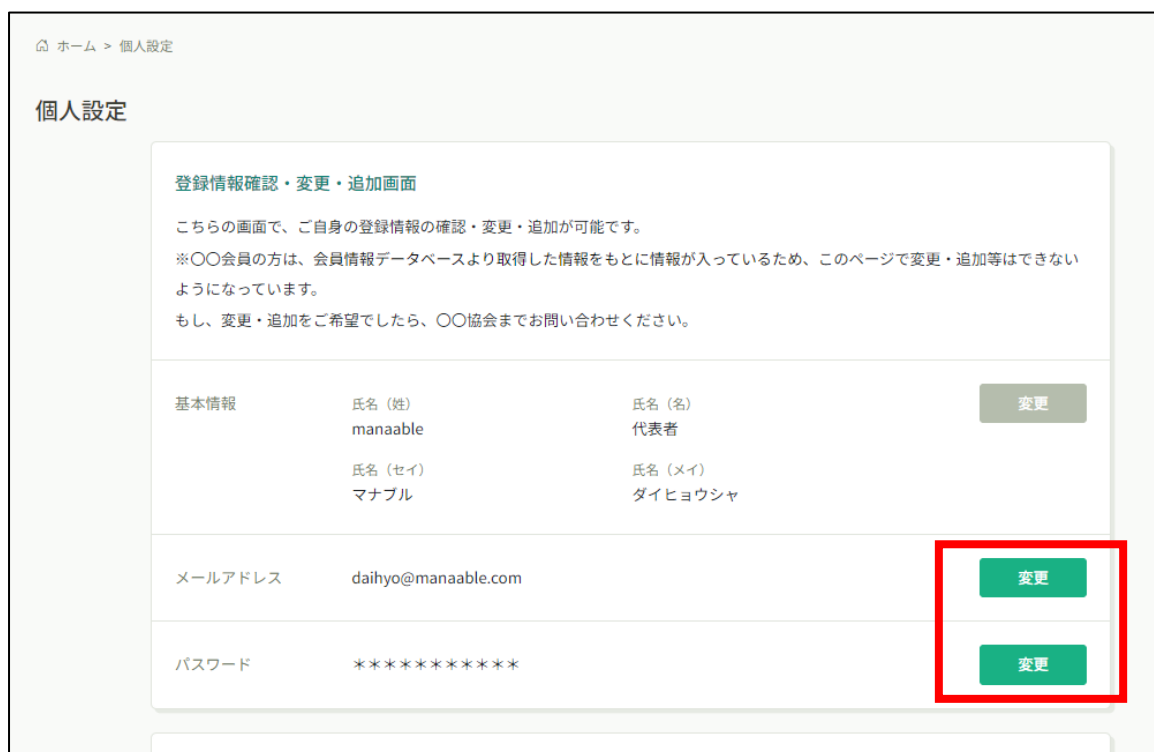 ホーム > 個人設定
個人設定
登録情報確認・変更・追加画面
こちらの画面で、ご自身の登録情報の確認・変更・追加が可能です。
※〇〇会員の方は、会員情報データベースより取得した情報をもとに情報が入っているため、このページで変更・追加等はできない
ようになっています。
もし、変更・追加をご希望でしたら、〇〇協会までお問い合わせください。
基本情報 氏名（姓） 氏名（名） 変更
manaable 代表者
氏名（セイ） 氏名（メイ）
マナブル ダイヒョウシャ
メールアドレス daihyo@manaable.com 変更
パスワード ＊＊＊＊＊＊＊＊＊＊＊ 変更